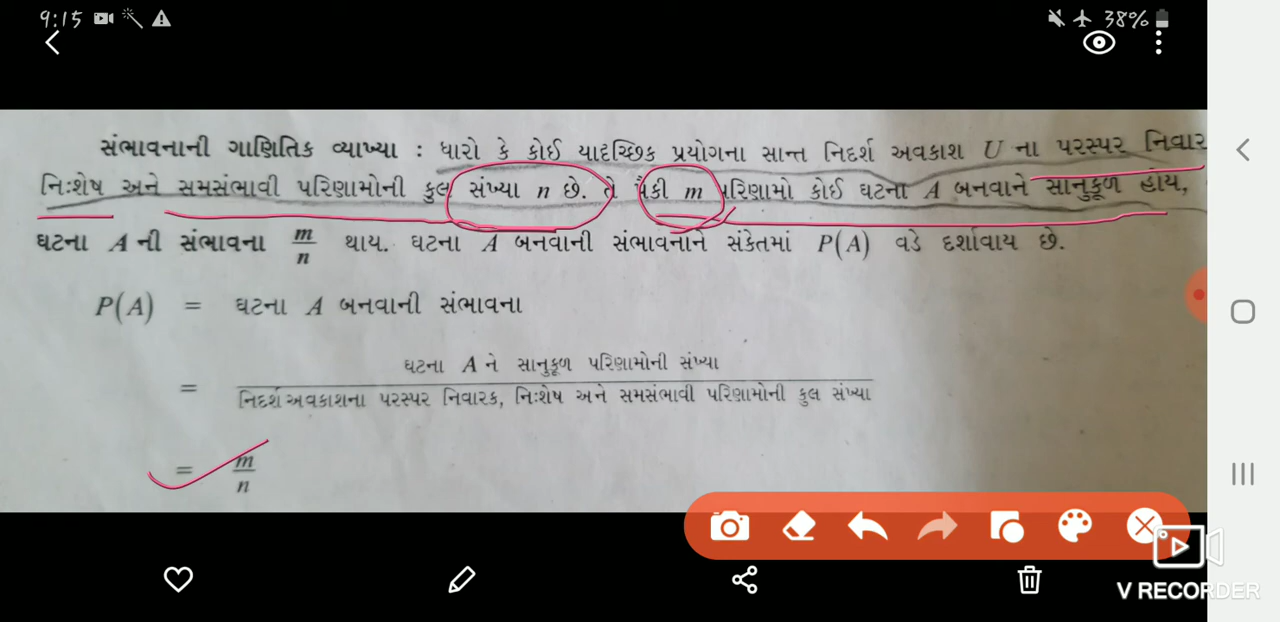 9:15 38%
સંભાવનાની ગાણિતિક વ્યાખ્યા : ધારો કે કોઈ યાદૃચ્છિક પ્રયોગના સાન્ત નિદર્શ અવકાશ U ના પરસ્પર નિવાર
નિઃશેષ અને સમસંભાવી પરિણામોની કુલ સંખ્યા n છે. તે પૈકી m પરિણામો કોઈ ઘટના A બનવાને સાનુકૂળ હોય,
ઘટના A ની સંભાવના m/n થાય. ઘટના A બનવાની સંભાવનાને સંકેતમાં P(A) વડે દર્શાવાય છે.
P(A) = ઘટના A બનવાની સંભાવના
ઘટના A ને સાનુકૂળ પરિણામોની સંખ્યા
=
નિદર્શ અવકાશના પરસ્પર નિવારક, નિઃશેષ અને સમસંભાવી પરિણામોની કુલ સંખ્યા
= m/n
V RECORDER